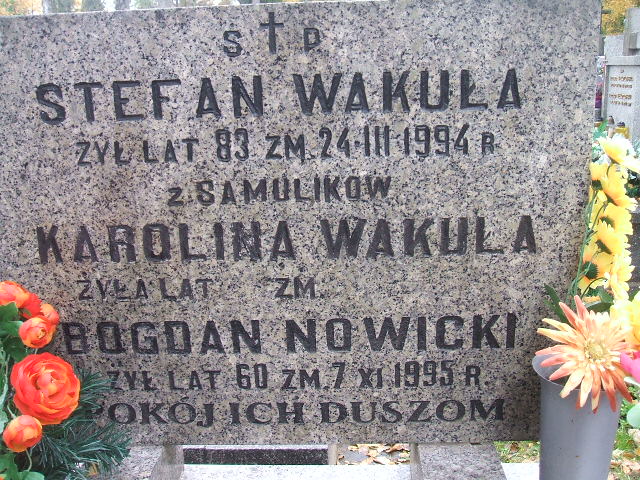 Ś † P
STEFAN WAKUŁA
ŻYŁ LAT 83 ZM. 24·III·1994 R
z. SAMULIKÓW
KAROLINA WAKUŁA
ŻYŁA LAT ZM.
BOGDAN NOWICKI
ŻYŁ LAT 60 ZM. 7 XI 1995 R.
POKÓJ ICH DUSZOM